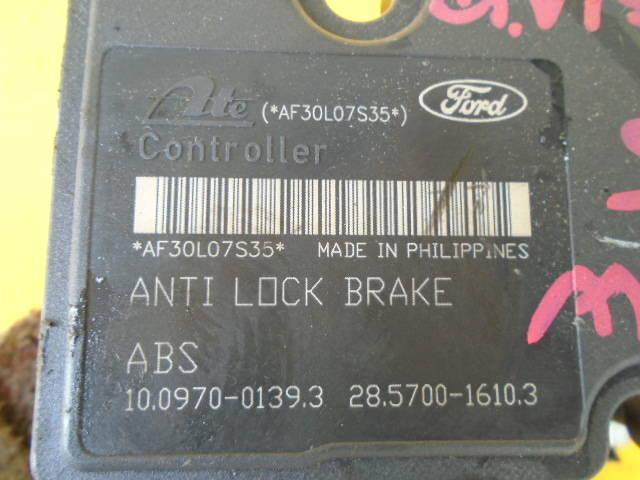 Ate (*AF30L07S35*) Ford
Controller
*AF30L07S35* MADE IN PHILIPPINES
ANTI LOCK BRAKE
ABS
10.0970-0139.3 28.5700-1610.3